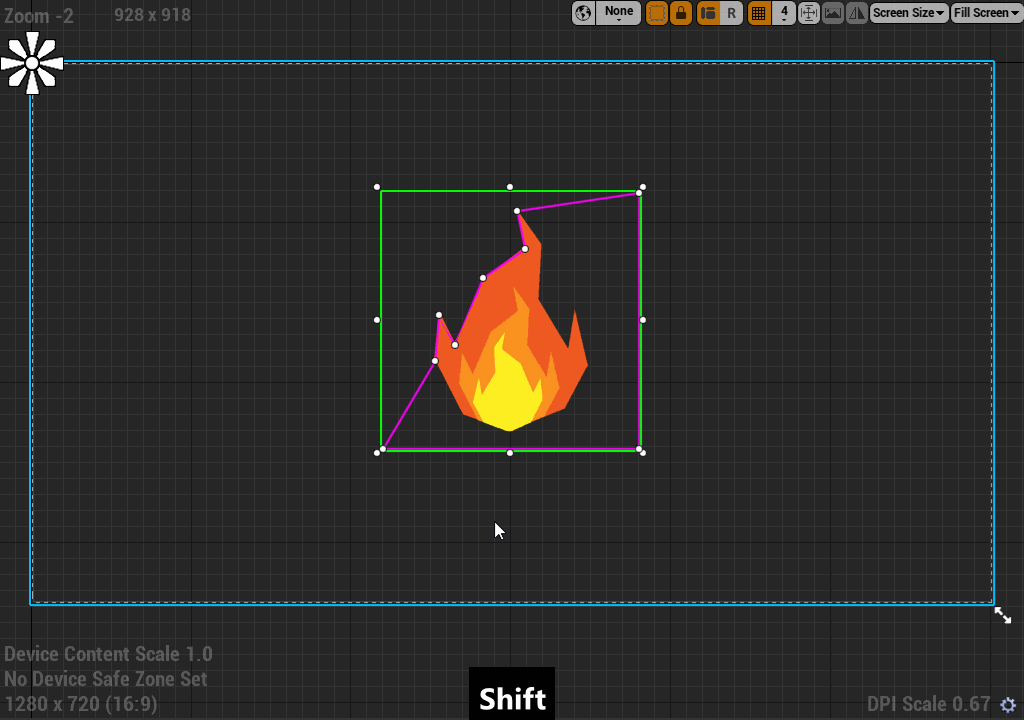 Zoom -2
928 x 918
None
R
4
Screen Size
Fill Screen
Device Content Scale 1.0
No Device Safe Zone Set
1280 x 720 (16:9)
Shift
DPI Scale 0.67